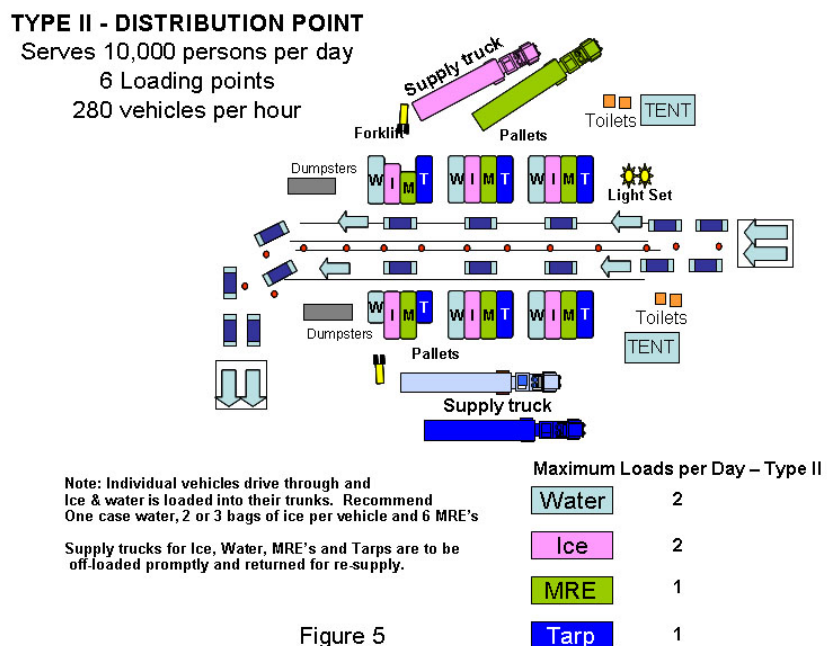 TYPE II - DISTRIBUTION POINT
Serves 10,000 persons per day
6 Loading points
280 vehicles per hour
Supply truck
Forklift
Pallets
Toilets
TENT
Dumpsters
W I M T
W I M T
W I M T
Light Set
W I M T
W I M T
W I M T
Dumpsters
Toilets
TENT
Pallets
Supply truck
Note: Individual vehicles drive through and
Ice & water is loaded into their trunks. Recommend
One case water, 2 or 3 bags of ice per vehicle and 6 MRE's
Supply trucks for Ice, Water, MRE's and Tarps are to be
off-loaded promptly and returned for re-supply.
Maximum Loads per Day – Type II
Water 2
Ice 2
MRE 1
Tarp 1
Figure 5